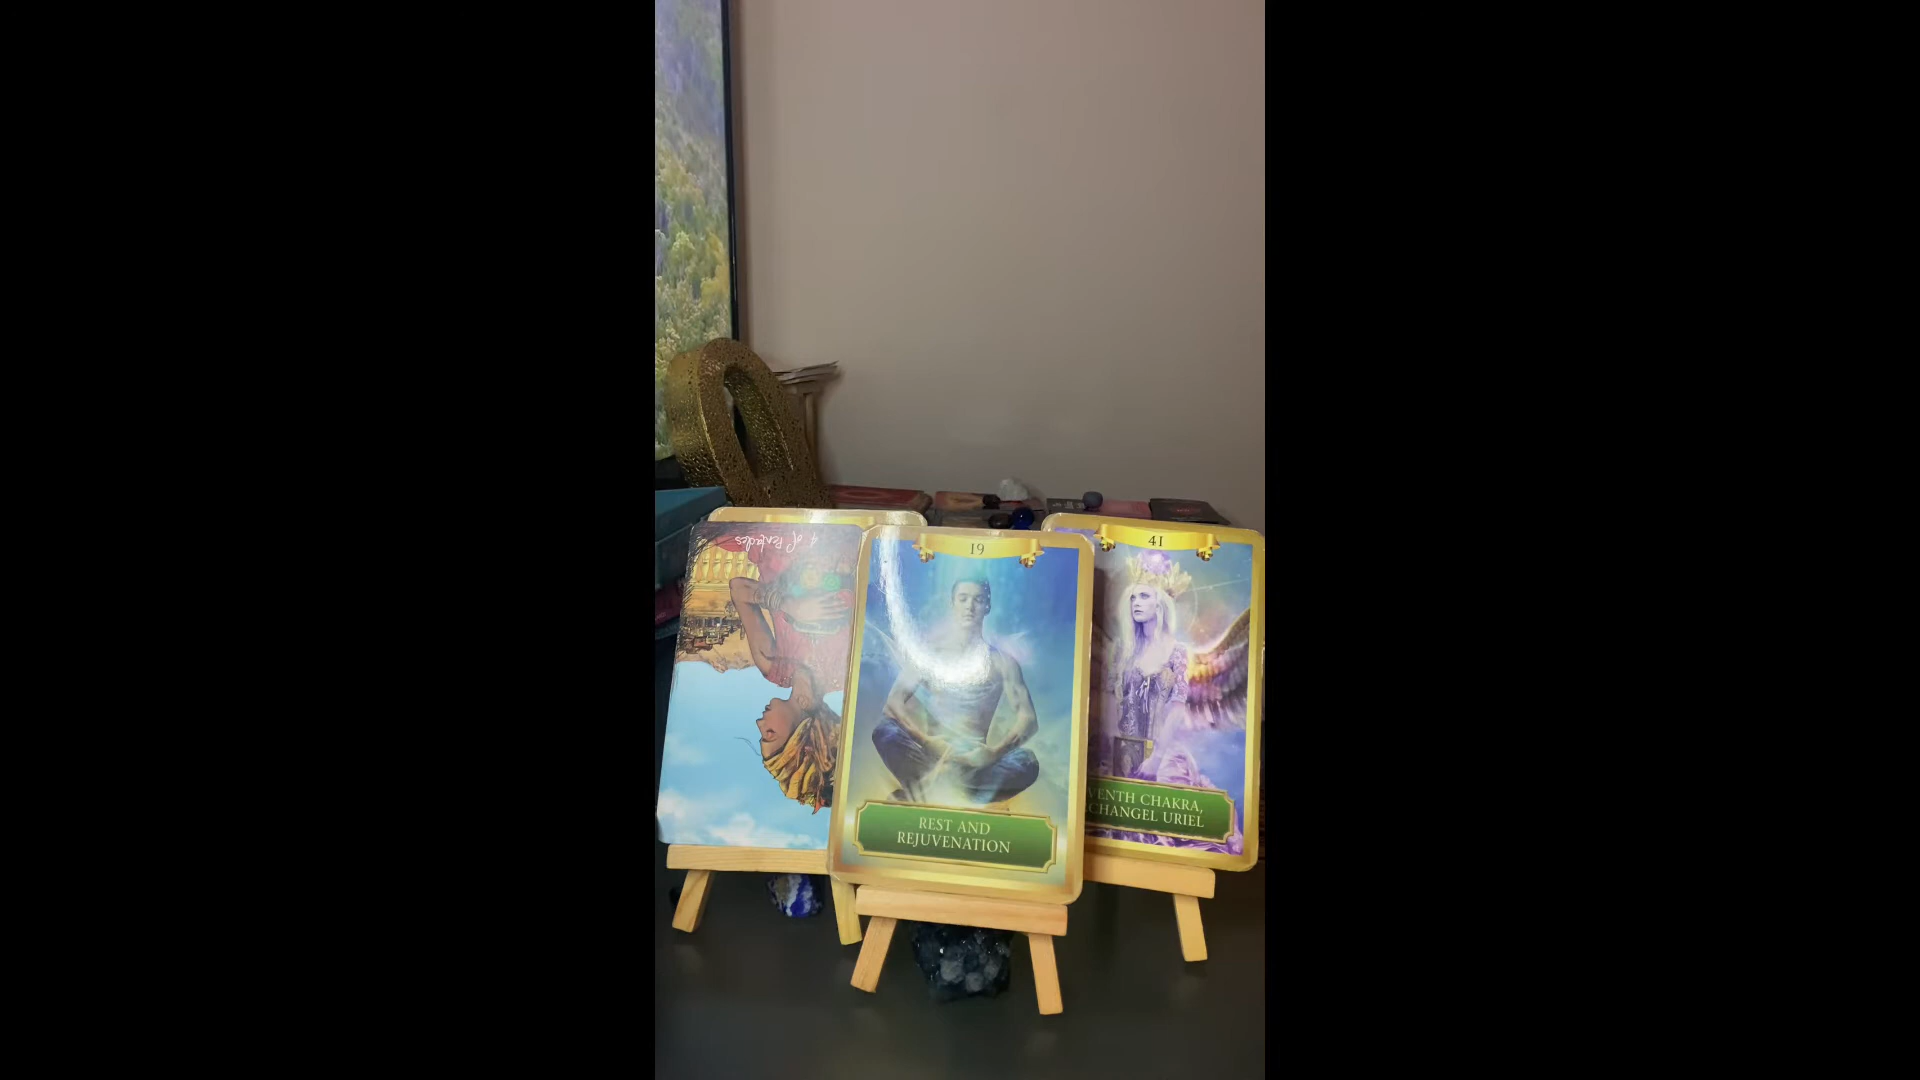 4 of Pentacles
19
REST AND
REJUVENATION
41
VENTH CHAKRA,
CHANGEL URIEL